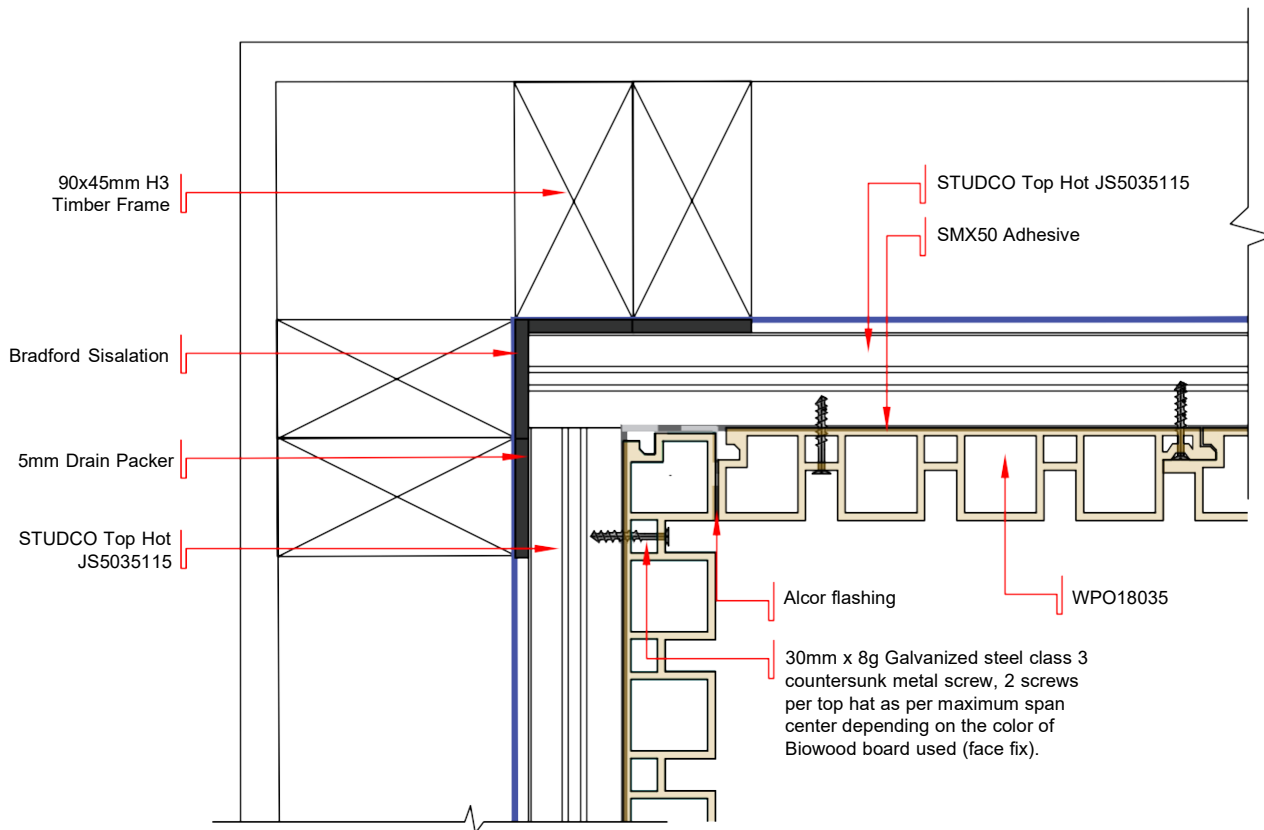 90x45mm H3
Timber Frame
Bradford Sisalation
5mm Drain Packer
STUDCO Top Hot
JS5035115
STUDCO Top Hot JS5035115
SMX50 Adhesive
Alcor flashing
WPO18035
30mm x 8g Galvanized steel class 3
countersunk metal screw, 2 screws
per top hat as per maximum span
center depending on the color of
Biowood board used (face fix).